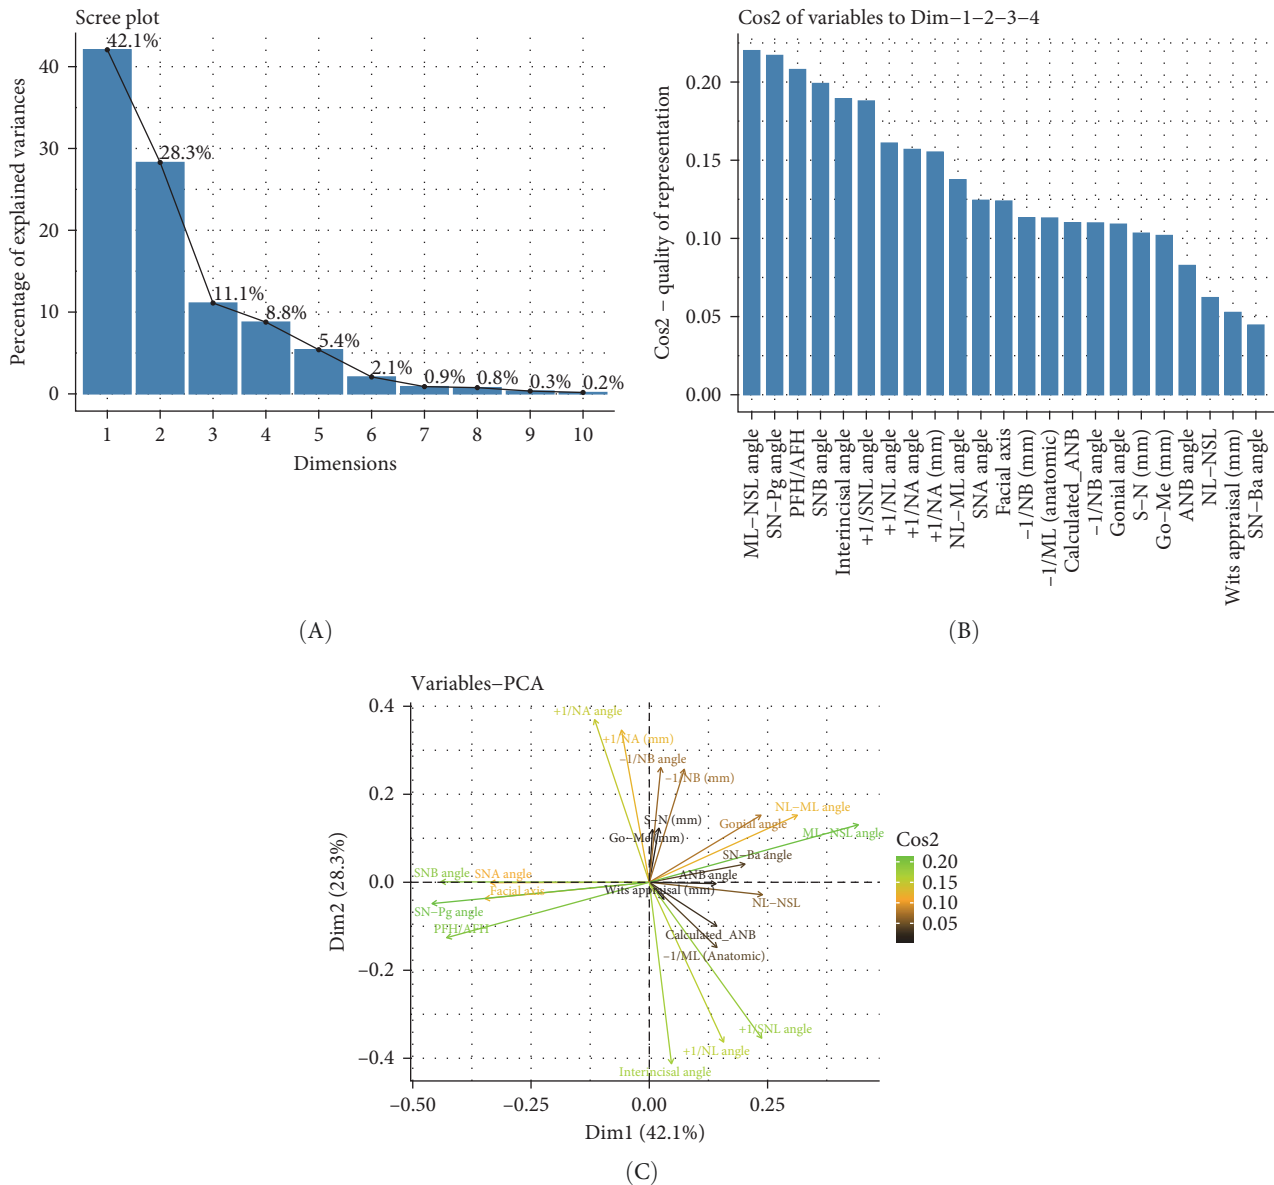 Scree plot
Percentage of explained variances
40
30
20
10
0
42.1%
28.3%
11.1%
8.8%
5.4%
2.1%
0.9%
0.8%
0.3%
0.2%
1 2 3 4 5 6 7 8 9 10
Dimensions
(A)
Cos2 of variables to Dim−1−2−3−4
Cos2 − quality of representation
0.20
0.15
0.10
0.05
0.00
ML−NSL angle
SN−Pg angle
PFH/AFH
SNB angle
Interincisal angle
+1/SNL angle
+1/NL angle
+1/NA angle
+1/NA (mm)
NL−ML angle
SNA angle
Facial axis
−1/NB (mm)
−1/ML (anatomic)
Calculated_ANB
−1/NB angle
Gonial angle
S−N (mm)
Go−Me (mm)
ANB angle
NL−NSL
Wits appraisal (mm)
SN−Ba angle
(B)
Variables−PCA
Dim2 (28.3%)
0.4
0.2
0.0
−0.2
−0.4
+1/NA angle
+1/NA (mm)
−1/NB angle
−1/NB (mm)
NL−ML angle
S−N (mm)
Gonial angle
ML−NSL angle
Go−Me (mm)
SN−Ba angle
SNB angle
SNA angle
ANB angle
Facial axis
Wits appraisal (mm)
NL−NSL
SN−Pg angle
PFH/AFH
Calculated_ANB
−1/ML (Anatomic)
+1/SNL angle
+1/NL angle
Interincisal angle
−0.50 −0.25 0.00 0.25
Dim1 (42.1%)
Cos2
0.20
0.15
0.10
0.05
(C)